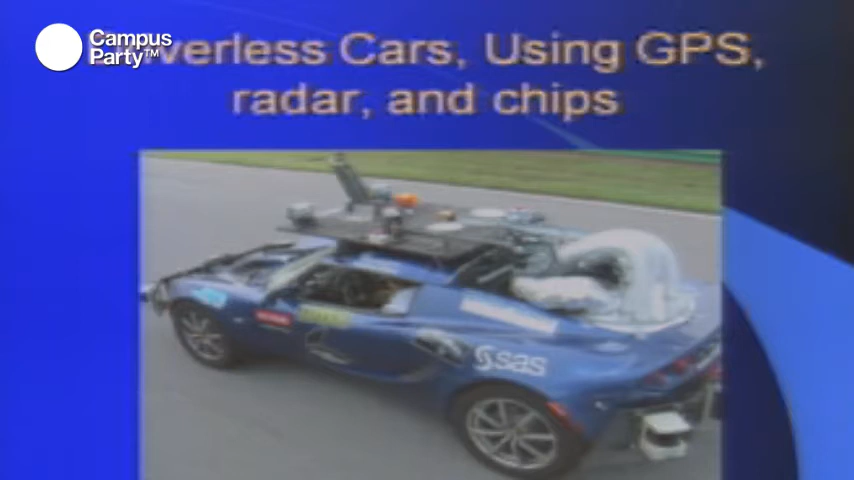 Campus
Party™
verless Cars, Using GPS,
radar, and chips
sas